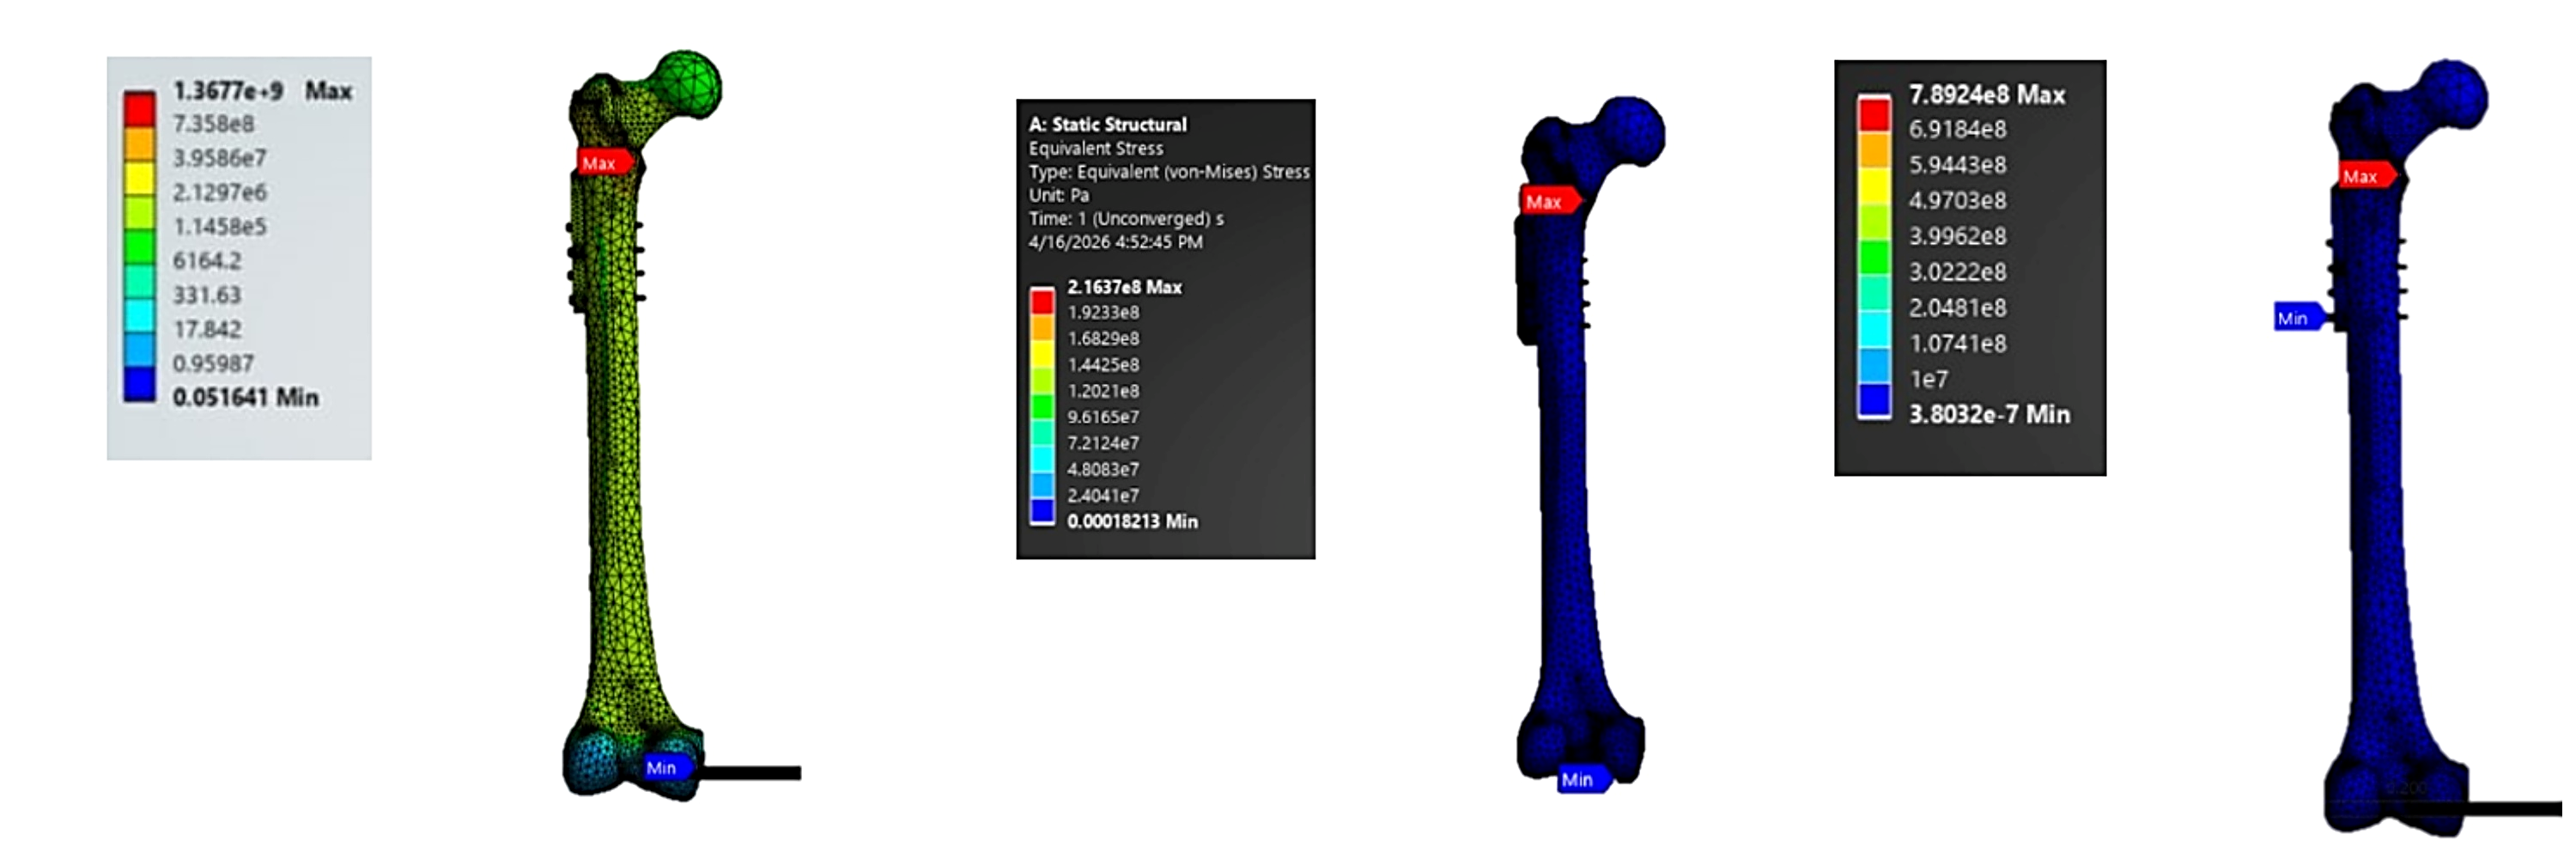 1.3677e+9 Max
7.358e8
3.9586e7
2.1297e6
1.1458e5
6164.2
331.63
17.842
0.95987
0.051641 Min
Max
Min
A: Static Structural
Equivalent Stress
Type: Equivalent (von-Mises) Stress
Unit: Pa
Time: 1 (Unconverged) s
4/16/2026 4:52:45 PM
2.1637e8 Max
1.9233e8
1.6829e8
1.4425e8
1.2021e8
9.6165e7
7.2124e7
4.8083e7
2.4041e7
0.00018213 Min
Max
Min
7.8924e8 Max
6.9184e8
5.9443e8
4.9703e8
3.9962e8
3.0222e8
2.0481e8
1.0741e8
1e7
3.8032e-7 Min
Max
Min
0.200